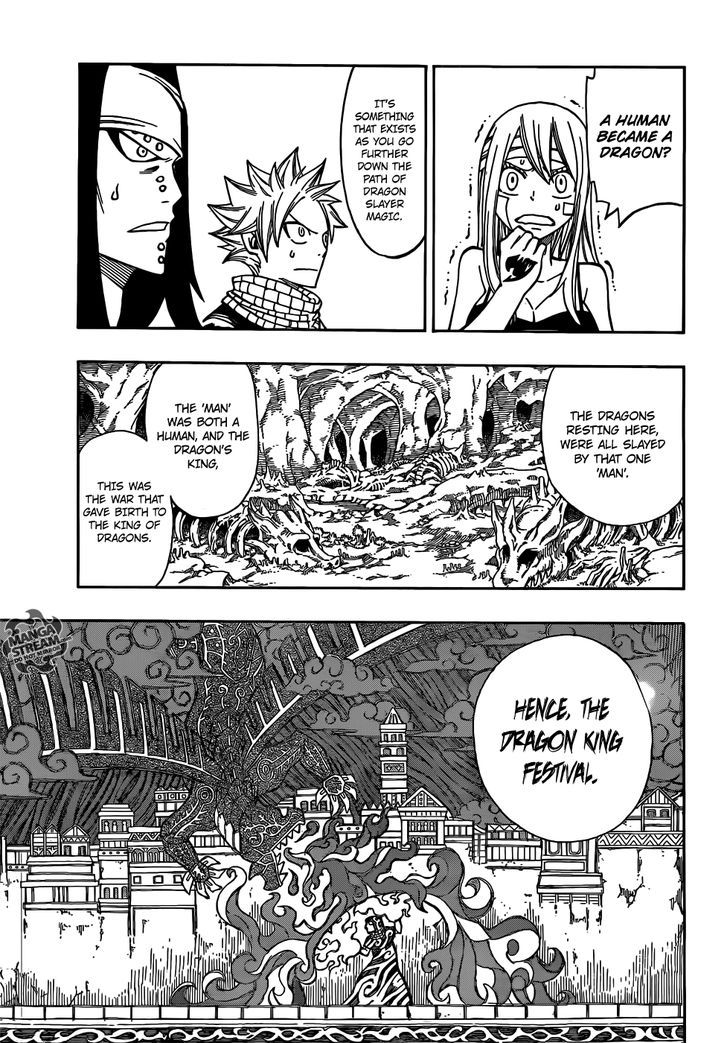 A HUMAN
BECAME A
DRAGON?
IT'S
SOMETHING
THAT EXISTS
AS YOU GO
FURTHER
DOWN THE
PATH OF
DRAGON
SLAYER
MAGIC.
THE DRAGONS
RESTING HERE,
WERE ALL SLAYED
BY THAT ONE
'MAN'.
THE 'MAN'
WAS BOTH A
HUMAN, AND THE
DRAGON'S
KING,
THIS WAS
THE WAR THAT
GAVE BIRTH TO
THE KING OF
DRAGONS.
MANGA
STREAM
DO NOT MIRROR
HENCE, THE
DRAGON KING
FESTIVAL.